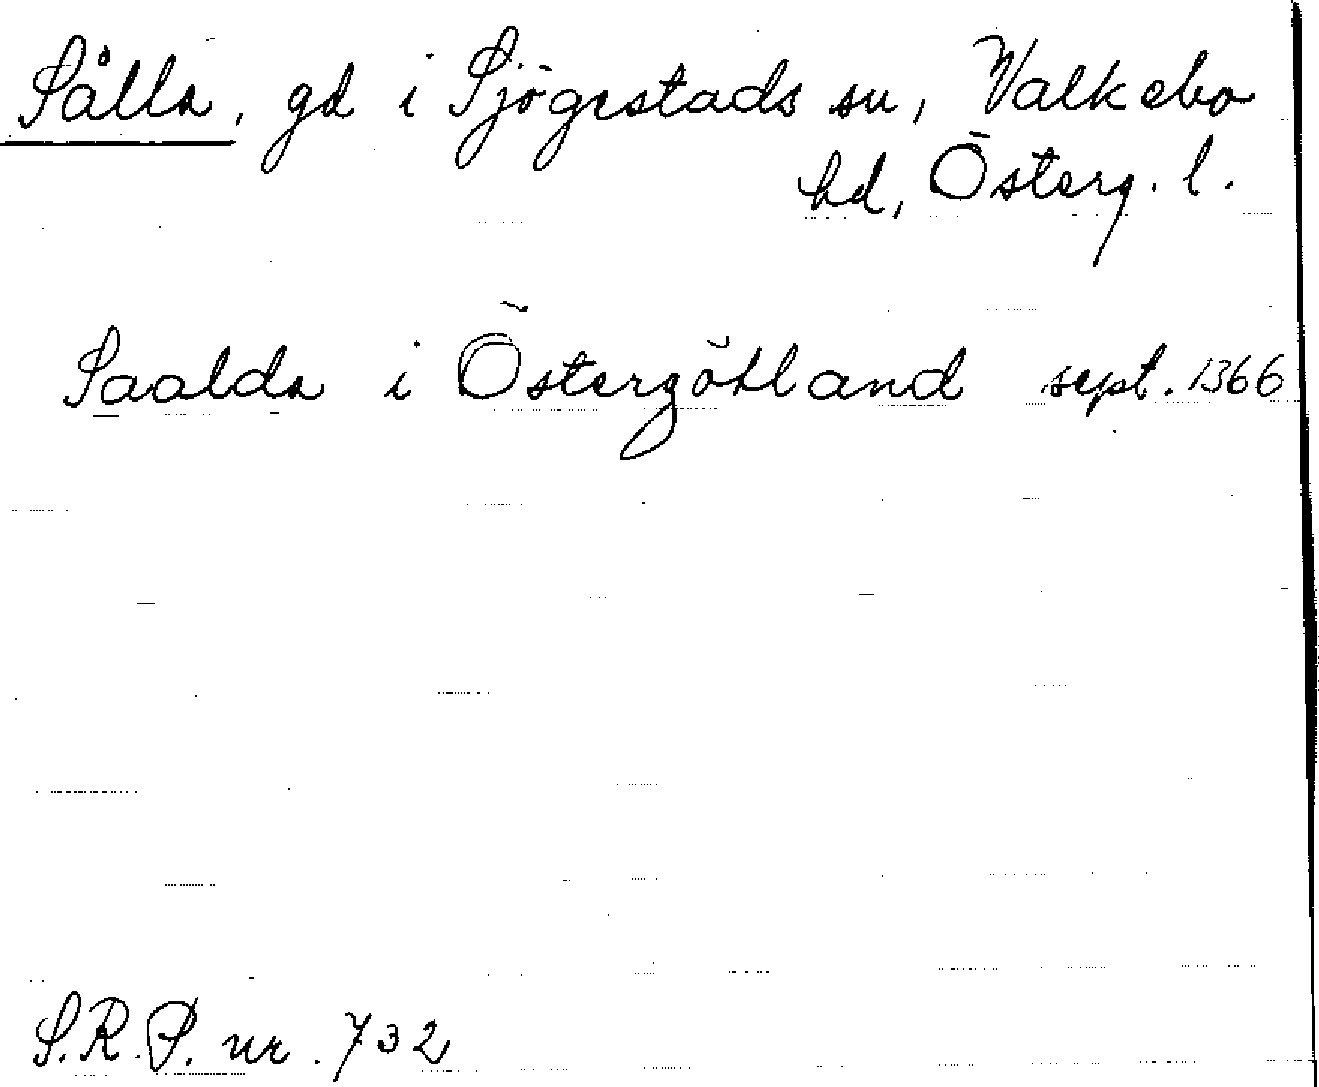 Sålla, gd i Sjögestads sn, Valkebo
hd, Österg. l.
Saalda i Östergötland sept. 1366
S.R.P. nr. 732